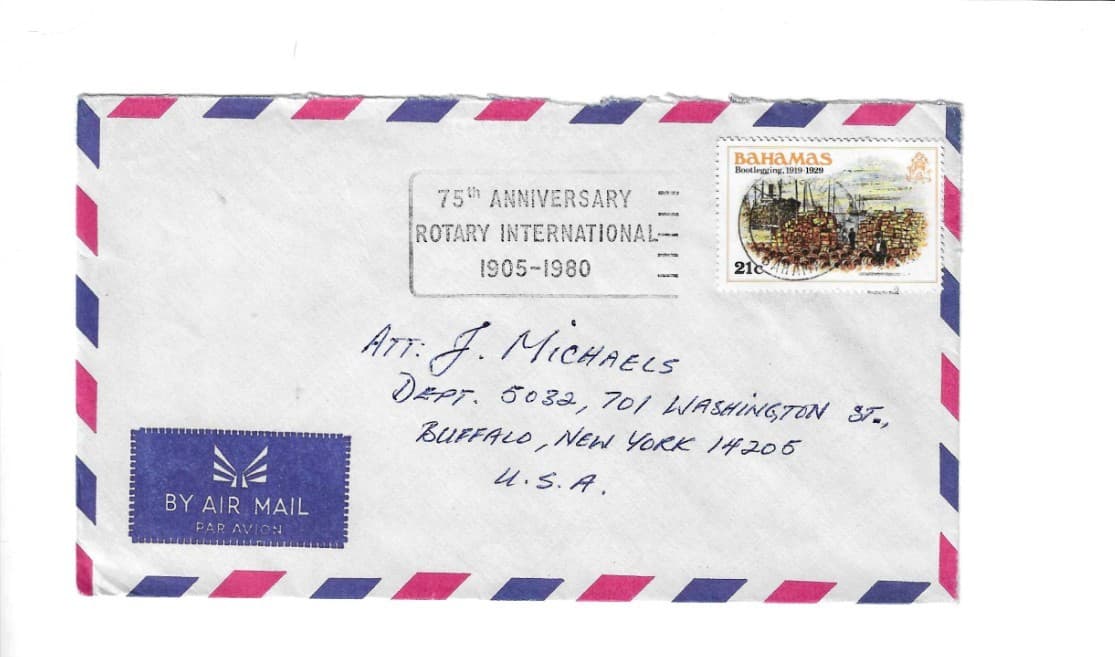 BAHAMAS
Bootlegging, 1919-1929
21c
75th ANNIVERSARY
ROTARY INTERNATIONAL
1905-1980
ATT. J. MICHAELS
DEPT. 5032, 701 WASHINGTON ST.,
BUFFALO, NEW YORK 14205
U.S.A.
BY AIR MAIL
PAR AVION